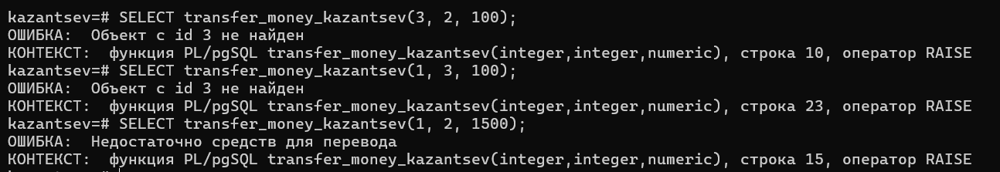 kazantsev=# SELECT transfer_money_kazantsev(3, 2, 100);
ОШИБКА:  Объект с id 3 не найден
КОНТЕКСТ:  функция PL/pgSQL transfer_money_kazantsev(integer,integer,numeric), строка 10, оператор RAISE
kazantsev=# SELECT transfer_money_kazantsev(1, 3, 100);
ОШИБКА:  Объект с id 3 не найден
КОНТЕКСТ:  функция PL/pgSQL transfer_money_kazantsev(integer,integer,numeric), строка 23, оператор RAISE
kazantsev=# SELECT transfer_money_kazantsev(1, 2, 1500);
ОШИБКА:  Недостаточно средств для перевода
КОНТЕКСТ:  функция PL/pgSQL transfer_money_kazantsev(integer,integer,numeric), строка 15, оператор RAISE